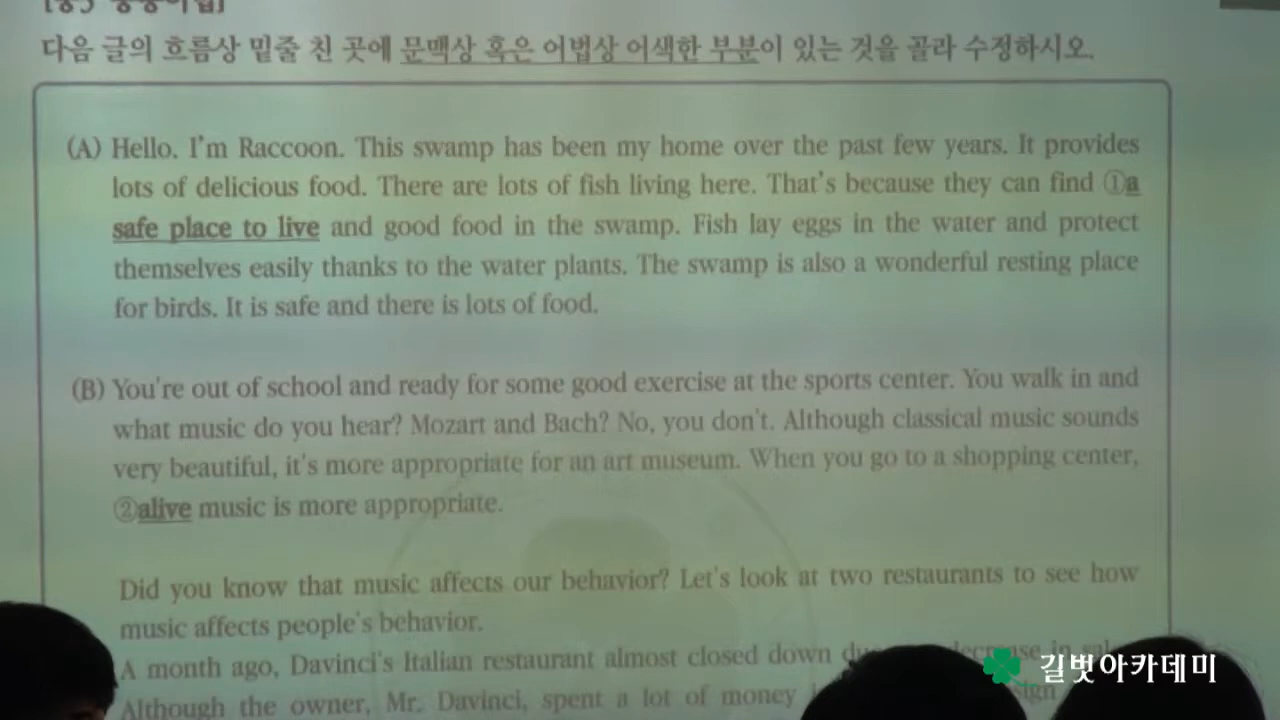 다음 글의 흐름상 밑줄 친 곳에 문맥상 혹은 어법상 어색한 부분이 있는 것을 골라 수정하시오.
(A) Hello. I'm Raccoon. This swamp has been my home over the past few years. It provides
lots of delicious food. There are lots of fish living here. That's because they can find ①a
safe place to live and good food in the swamp. Fish lay eggs in the water and protect
themselves easily thanks to the water plants. The swamp is also a wonderful resting place
for birds. It is safe and there is lots of food.
(B) You're out of school and ready for some good exercise at the sports center. You walk in and
what music do you hear? Mozart and Bach? No, you don't. Although classical music sounds
very beautiful, it's more appropriate for an art museum. When you go to a shopping center,
②alive music is more appropriate.
Did you know that music affects our behavior? Let's look at two restaurants to see how
music affects people's behavior.
A month ago, Davinci's Italian restaurant almost closed down
Although the owner, Mr. Davinci, spent a lot of money
길벗아카데미